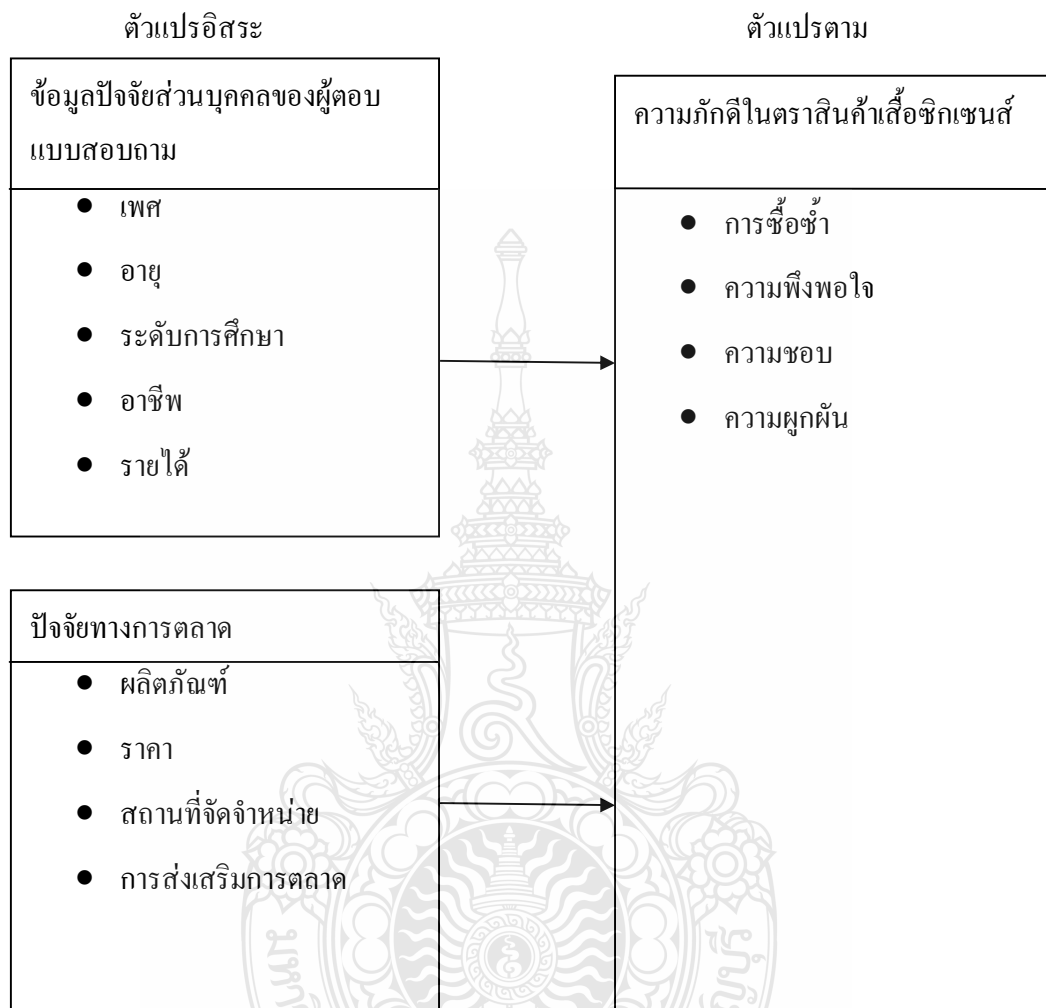 ตัวแปรอิสระ
ตัวแปรตาม
ข้อมูลปัจจัยส่วนบุคคลของผู้ตอบ
แบบสอบถาม
● เพศ
● อายุ
● ระดับการศึกษา
● อาชีพ
● รายได้
ปัจจัยทางการตลาด
● ผลิตภัณฑ์
● ราคา
● สถานที่จัดจำหน่าย
● การส่งเสริมการตลาด
ความภักดีในตราสินค้าเสื้อซิกเซนส์
● การซื้อซ้ำ
● ความพึงพอใจ
● ความชอบ
● ความผูกผัน